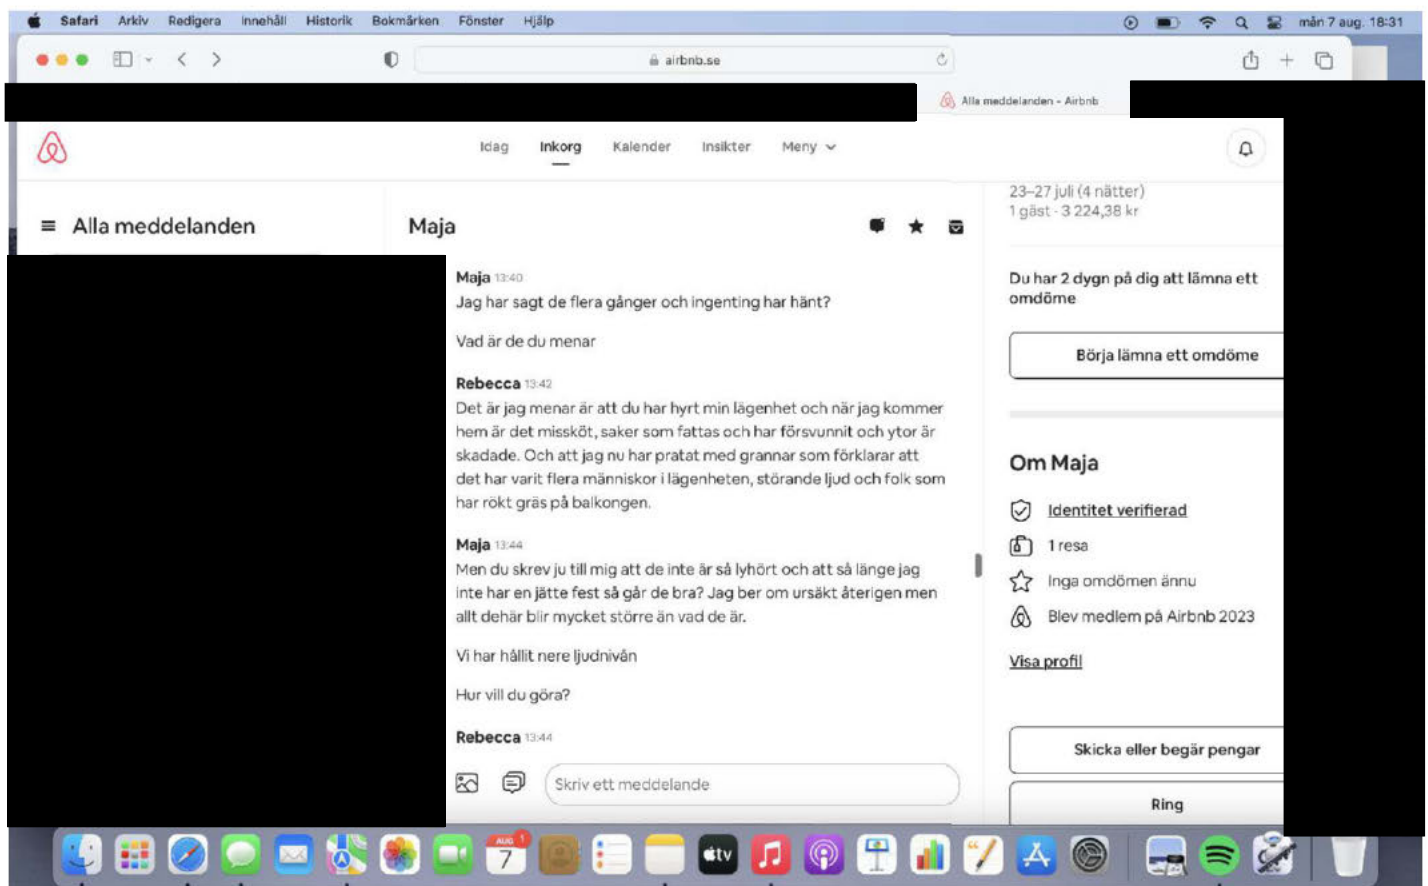 Safari Arkiv Redigera Innehåll Historik Bokmärken Fönster Hjälp
mån 7 aug. 18:31
airbnb.se
Alla meddelanden - Airbnb
Idag Inkorg Kalender Insikter Meny
Alla meddelanden
Maja
Maja 13:40
Jag har sagt de flera gånger och ingenting har hänt?
Vad är de du menar
Rebecca 13:42
Det är jag menar är att du har hyrt min lägenhet och när jag kommer
hem är det misskött, saker som fattas och har försvunnit och ytor är
skadade. Och att jag nu har pratat med grannar som förklarar att
det har varit flera människor i lägenheten, störande ljud och folk som
har rökt gräs på balkongen.
Maja 13:44
Men du skrev ju till mig att de inte är så lyhört och att så länge jag
inte har en jätte fest så går de bra? Jag ber om ursäkt återigen men
allt dehär blir mycket större än vad de är.
Vi har hållit nere ljudnivån
Hur vill du göra?
Rebecca 13:44
Skriv ett meddelande
23–27 juli (4 nätter)
1 gäst · 3 224,38 kr
Du har 2 dygn på dig att lämna ett
omdöme
Börja lämna ett omdöme
Om Maja
Identitet verifierad
1 resa
Inga omdömen ännu
Blev medlem på Airbnb 2023
Visa profil
Skicka eller begär pengar
Ring
AUG
7
1
tv